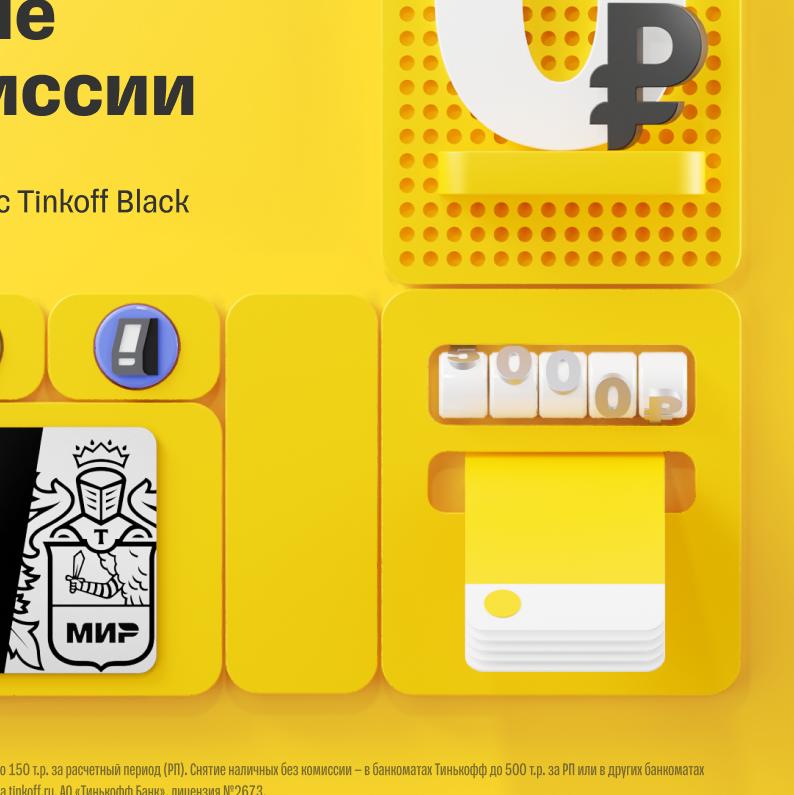 ие
иссии
0₽
с Tinkoff Black
5000₽
Т
МИР
о 150 т.р. за расчетный период (РП). Снятие наличных без комиссии – в банкоматах Тинькофф до 500 т.р. за РП или в других банкоматах
а tinkoff.ru. АО «Тинькофф Банк», лицензия №2673.